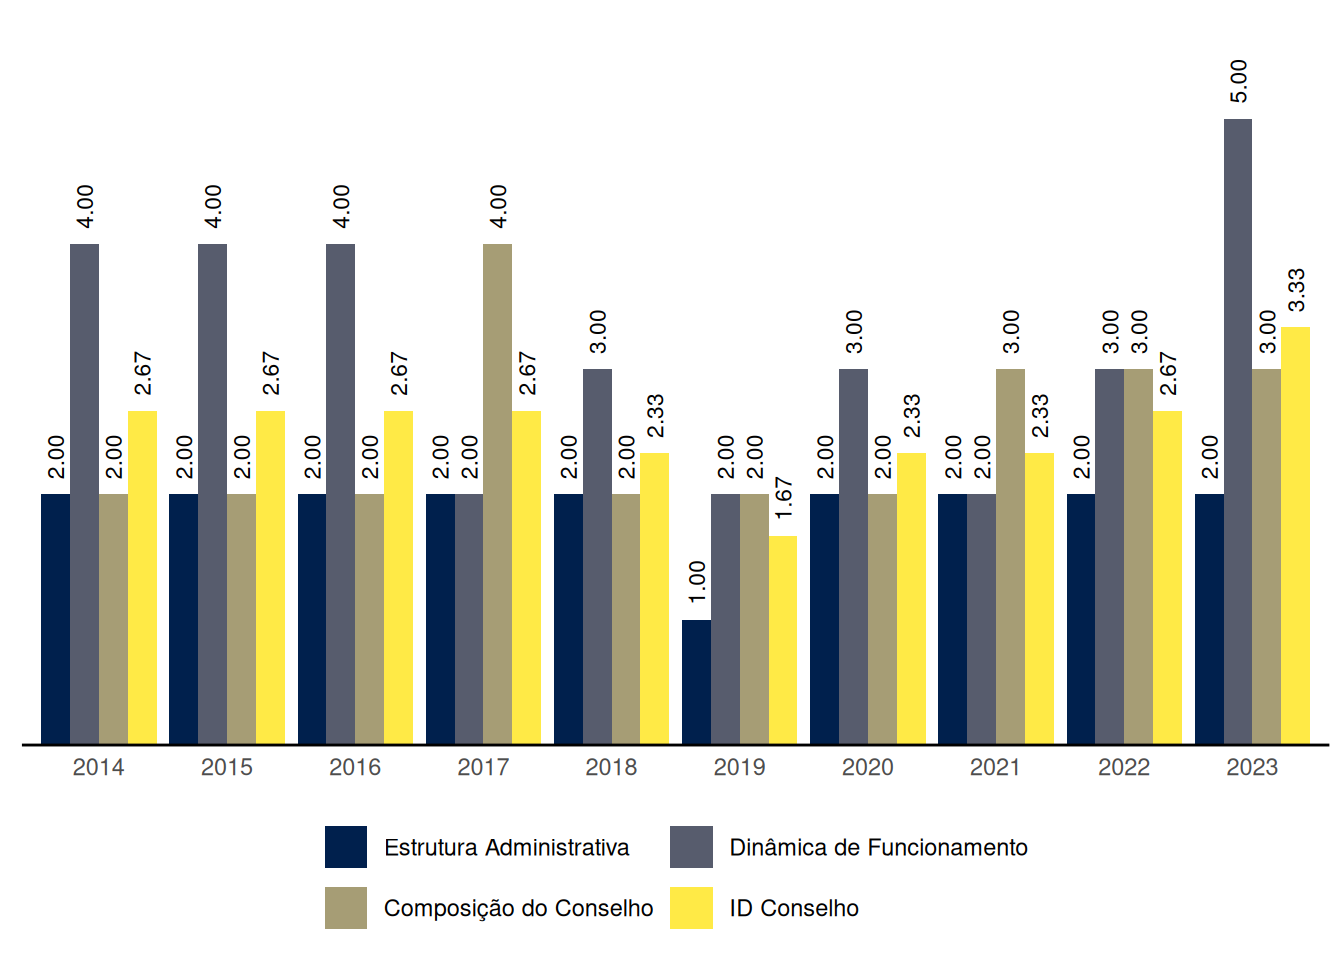 5.00
4.00 4.00 4.00 4.00
3.33
3.00 3.00 3.00 3.00 3.00 3.00
2.67 2.67 2.67 2.67 2.67
2.33 2.33 2.33
2.00 2.00 2.00 2.00 2.00 2.00 2.00 2.00 2.00 2.00 2.00 2.00 2.00 2.00 2.00 2.00 2.00 2.00 2.00
1.67
1.00
2014 2015 2016 2017 2018 2019 2020 2021 2022 2023
Estrutura Administrativa Dinâmica de Funcionamento
Composição do Conselho ID Conselho